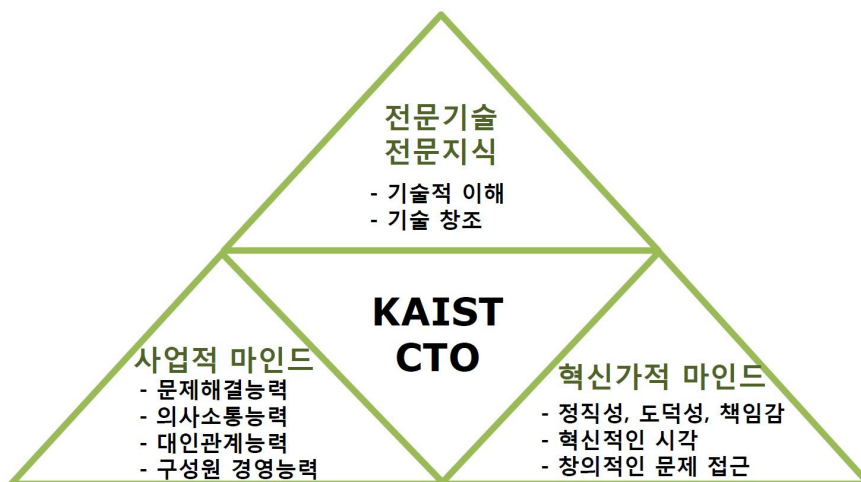 전문기술
전문지식
- 기술적 이해
- 기술 창조
KAIST
CTO
사업적 마인드
- 문제해결능력
- 의사소통능력
- 대인관계능력
- 구성원 경영능력
혁신가적 마인드
- 정직성, 도덕성, 책임감
- 혁신적인 시각
- 창의적인 문제 접근